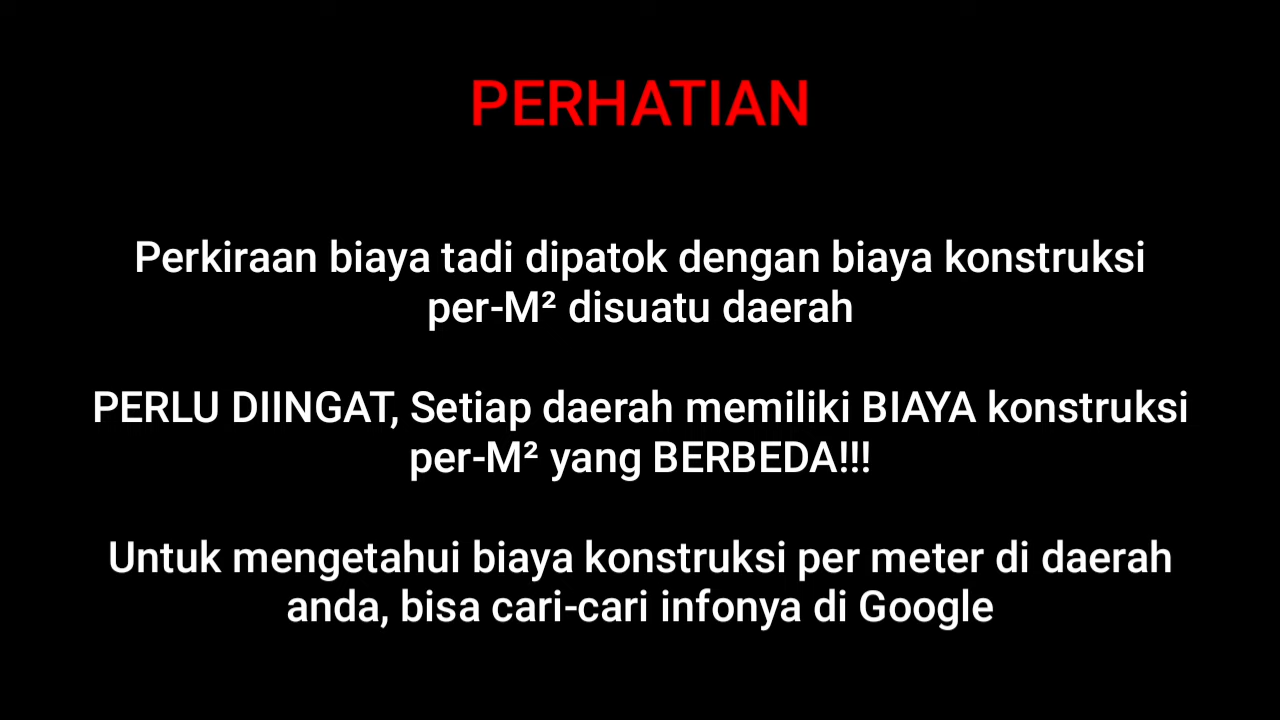 PERHATIAN
Perkiraan biaya tadi dipatok dengan biaya konstruksi
per-M² disuatu daerah
PERLU DIINGAT, Setiap daerah memiliki BIAYA konstruksi
per-M² yang BERBEDA!!!
Untuk mengetahui biaya konstruksi per meter di daerah
anda, bisa cari-cari infonya di Google